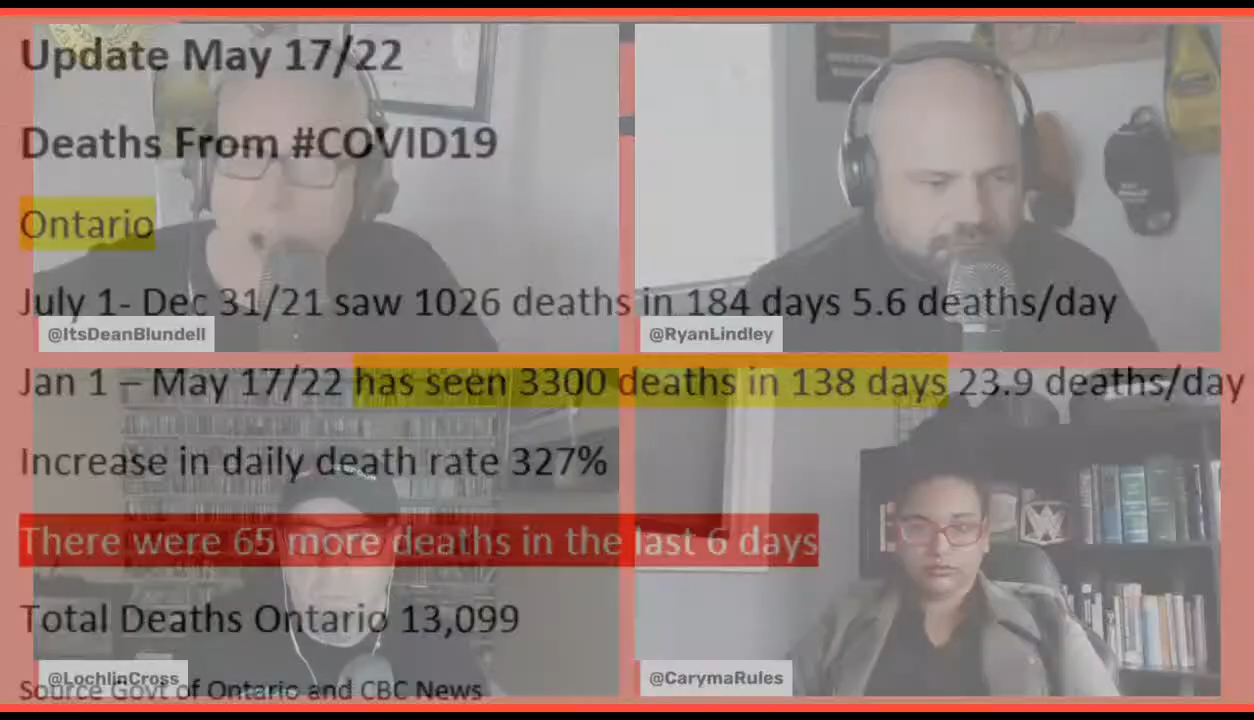 Update May 17/22
Deaths From #COVID19
Ontario
July 1- Dec 31/21 saw 1026 deaths in 184 days 5.6 deaths/day
@ItsDeanBlundell
@RyanLindley
Jan 1 – May 17/22 has seen 3300 deaths in 138 days 23.9 deaths/day
Increase in daily death rate 327%
There were 65 more deaths in the last 6 days
Total Deaths Ontario 13,099
@LochlinCross
@CarymaRules
Source Govt of Ontario and CBC News